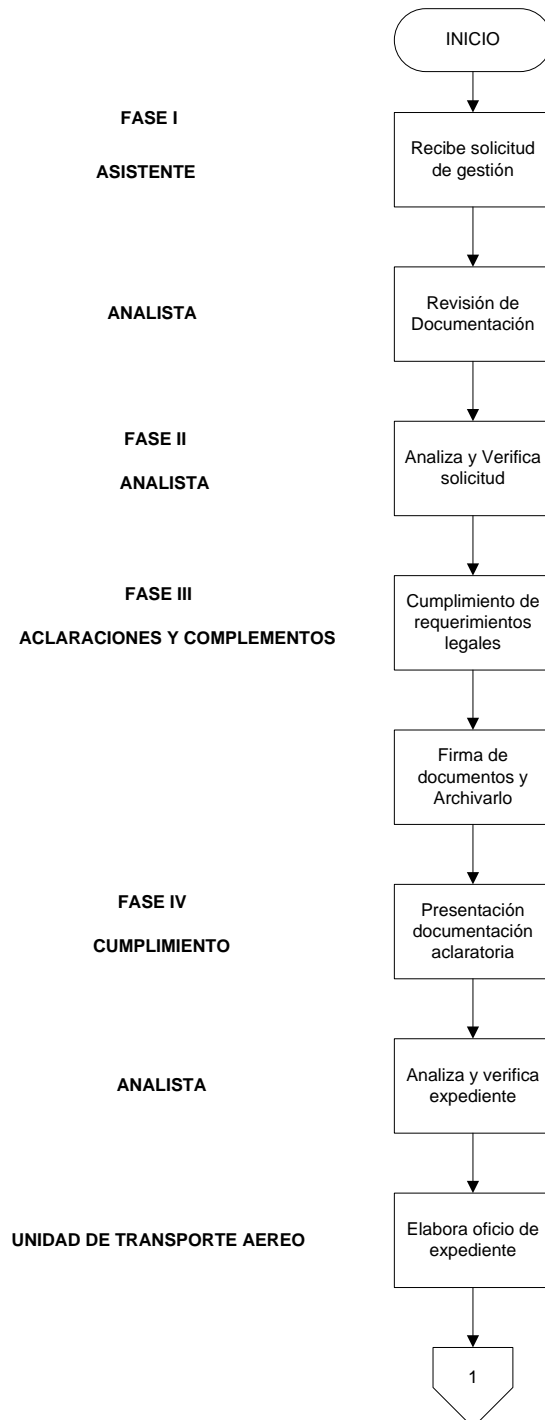 INICIO
FASE I
ASISTENTE
Recibe solicitud
de gestión
ANALISTA
Revisión de
Documentación
FASE II
ANALISTA
Analiza y Verifica
solicitud
FASE III
ACLARACIONES Y COMPLEMENTOS
Cumplimiento de
requerimientos
legales
Firma de
documentos y
Archivarlo
FASE IV
CUMPLIMIENTO
Presentación
documentación
aclaratoria
ANALISTA
Analiza y verifica
expediente
UNIDAD DE TRANSPORTE AEREO
Elabora oficio de
expediente
1